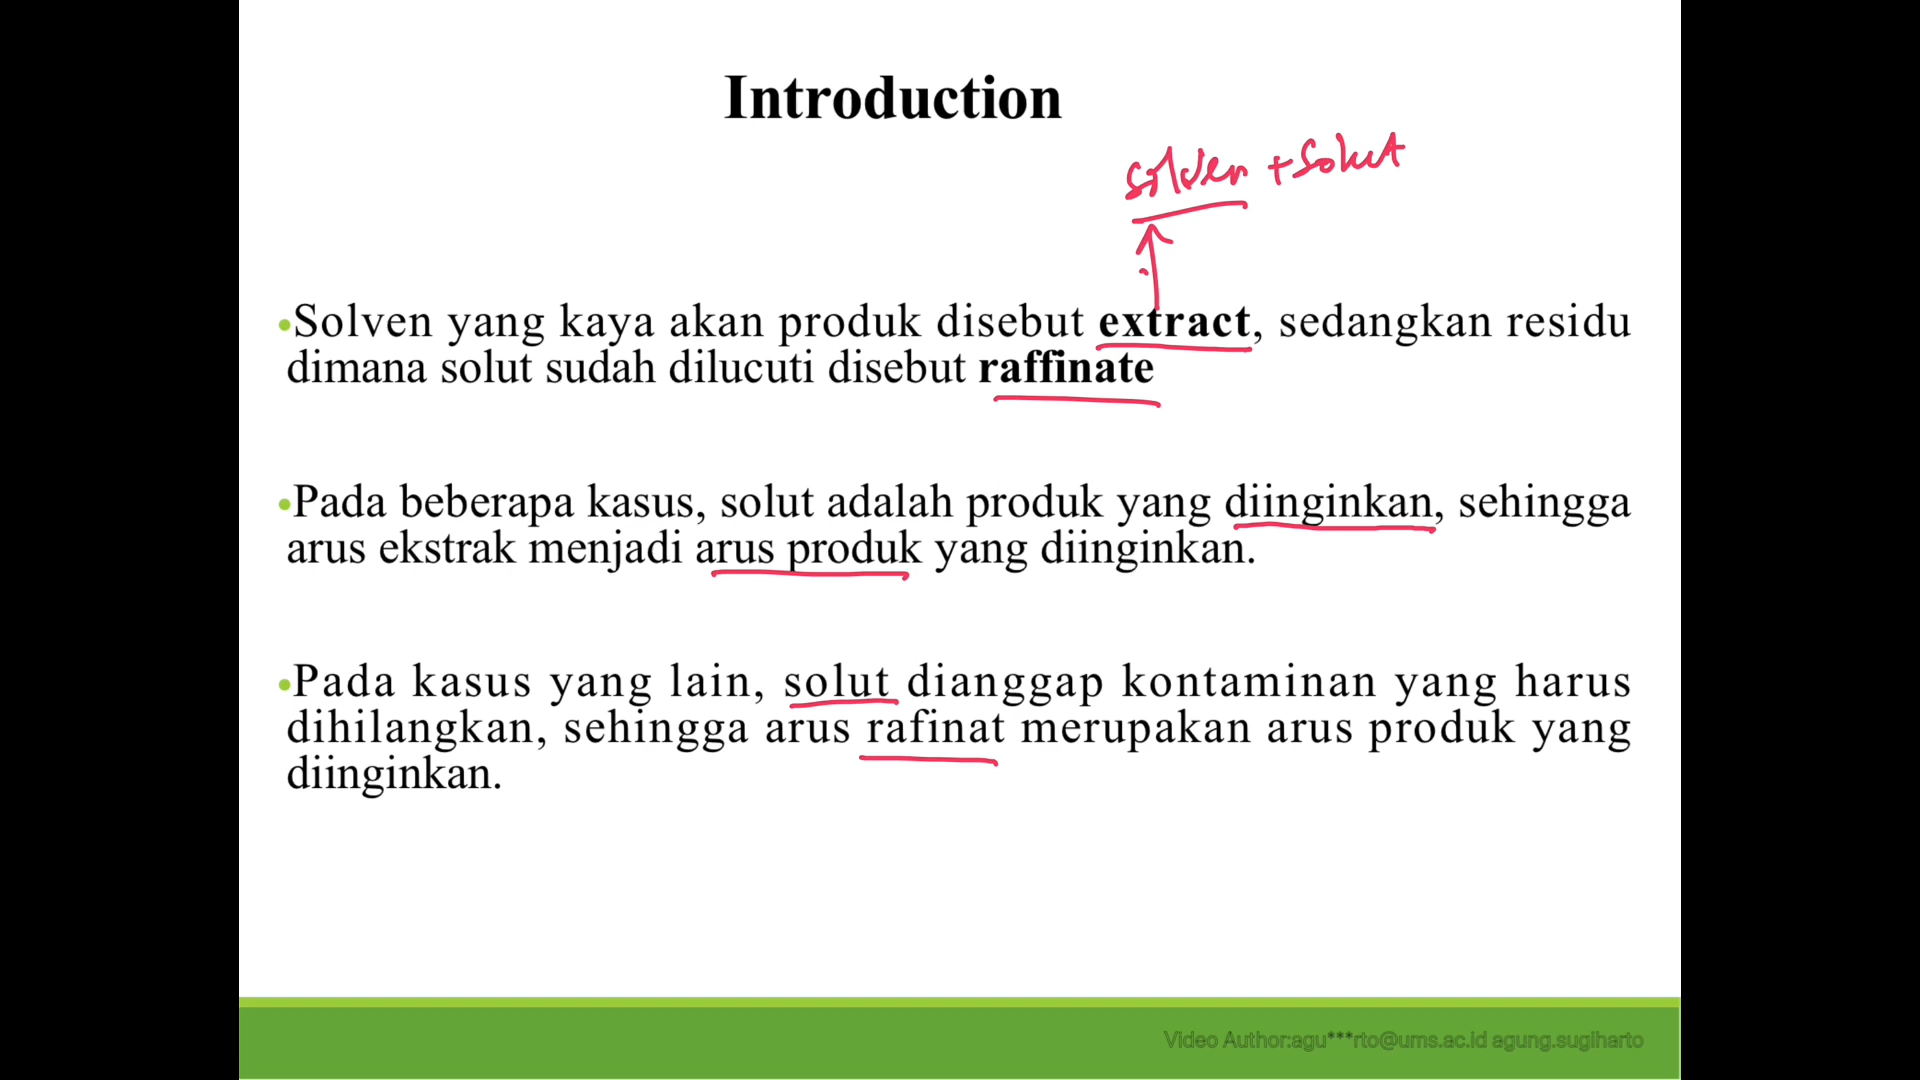 Introduction
solven + solut
•Solven yang kaya akan produk disebut extract, sedangkan residu
dimana solut sudah dilucuti disebut raffinate
•Pada beberapa kasus, solut adalah produk yang diinginkan, sehingga
arus ekstrak menjadi arus produk yang diinginkan.
•Pada kasus yang lain, solut dianggap kontaminan yang harus
dihilangkan, sehingga arus rafinat merupakan arus produk yang
diinginkan.
Video Author:agu***rto@ums.ac.id agung.sugiharto